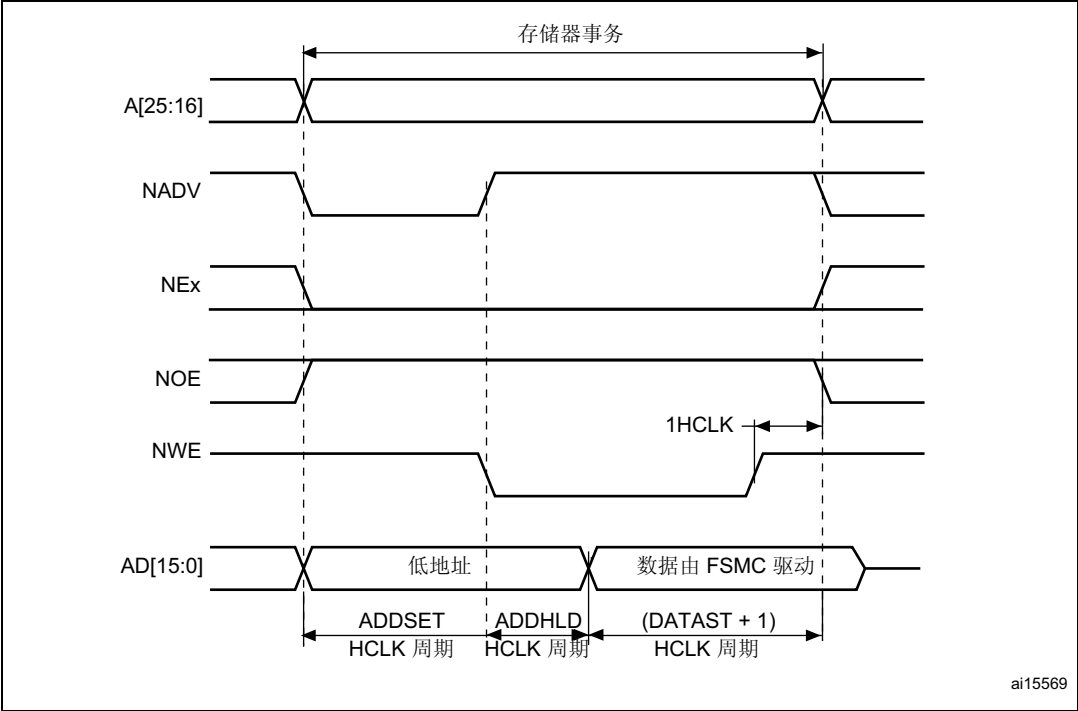 存储器事务
A[25:16]
NADV
NEx
NOE
1HCLK
NWE
AD[15:0]
低地址
数据由 FSMC 驱动
ADDSET
HCLK 周期
ADDHLD
HCLK 周期
(DATAST + 1)
HCLK 周期
ai15569